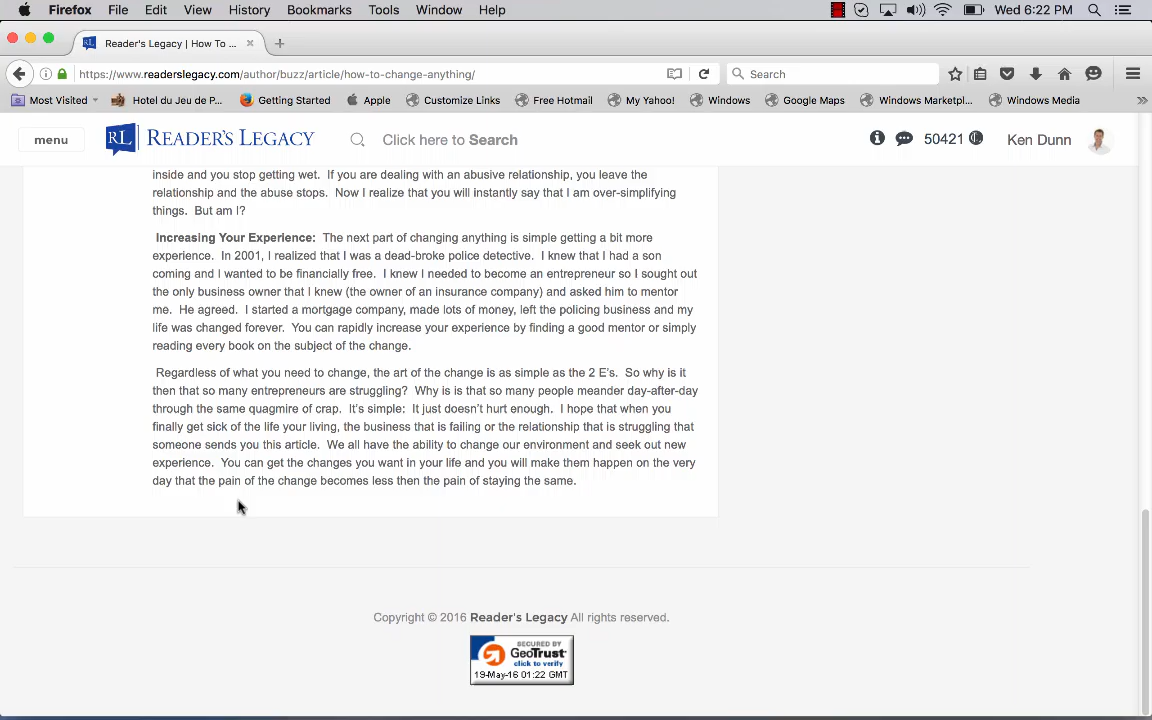 Firefox File Edit View History Bookmarks Tools Window Help Wed 6:22 PM
Reader's Legacy | How To ...
https://www.readerslegacy.com/author/buzz/article/how-to-change-anything/ Search
Most Visited Hotel du Jeu de P... Getting Started Apple Customize Links Free Hotmail My Yahoo! Windows Google Maps Windows Marketpl... Windows Media
menu RL READER'S LEGACY Click here to Search 50421 Ken Dunn
inside and you stop getting wet. If you are dealing with an abusive relationship, you leave the
relationship and the abuse stops. Now I realize that you will instantly say that I am over-simplifying
things. But am I?
Increasing Your Experience: The next part of changing anything is simple getting a bit more
experience. In 2001, I realized that I was a dead-broke police detective. I knew that I had a son
coming and I wanted to be financially free. I knew I needed to become an entrepreneur so I sought out
the only business owner that I knew (the owner of an insurance company) and asked him to mentor
me. He agreed. I started a mortgage company, made lots of money, left the policing business and my
life was changed forever. You can rapidly increase your experience by finding a good mentor or simply
reading every book on the subject of the change.
Regardless of what you need to change, the art of the change is as simple as the 2 E's. So why is it
then that so many entrepreneurs are struggling? Why is is that so many people meander day-after-day
through the same quagmire of crap. It's simple: It just doesn't hurt enough. I hope that when you
finally get sick of the life your living, the business that is failing or the relationship that is struggling that
someone sends you this article. We all have the ability to change our environment and seek out new
experience. You can get the changes you want in your life and you will make them happen on the very
day that the pain of the change becomes less then the pain of staying the same.
Copyright © 2016 Reader's Legacy All rights reserved.
SECURED BY
GeoTrust
click to verify
19-May-16 01:22 GMT